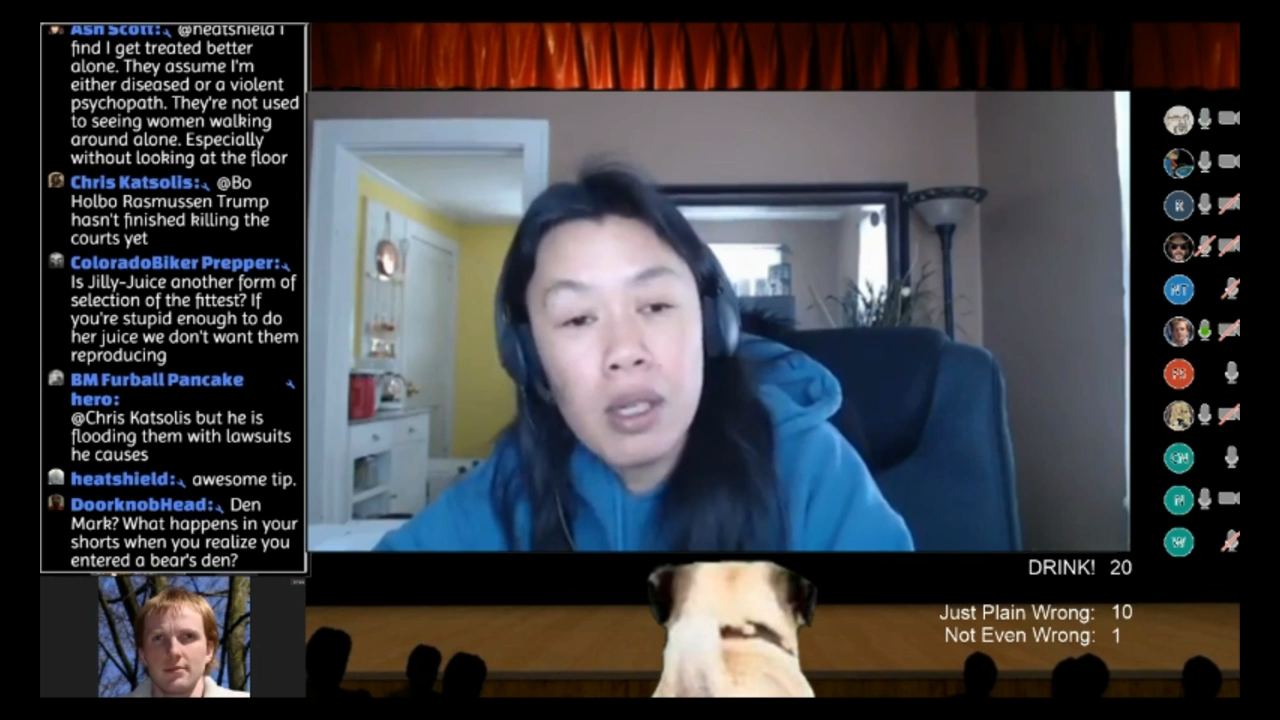 Ash Scott: @heatshield I
find I get treated better
alone. They assume I'm
either diseased or a violent
psychopath. They're not used
to seeing women walking
around alone. Especially
without looking at the floor
Chris Katsolis: @Bo
Holbo Rasmussen Trump
hasn't finished killing the
courts yet
ColoradoBiker Prepper:
Is Jilly-Juice another form of
selection of the fittest? If
you're stupid enough to do
her juice we don't want them
reproducing
BM Furball Pancake
hero:
@Chris Katsolis but he is
flooding them with lawsuits
he causes
heatshield: awesome tip.
DoorknobHead: Den
Mark? What happens in your
shorts when you realize you
entered a bear's den?
DRINK! 20
Just Plain Wrong: 10
Not Even Wrong: 1